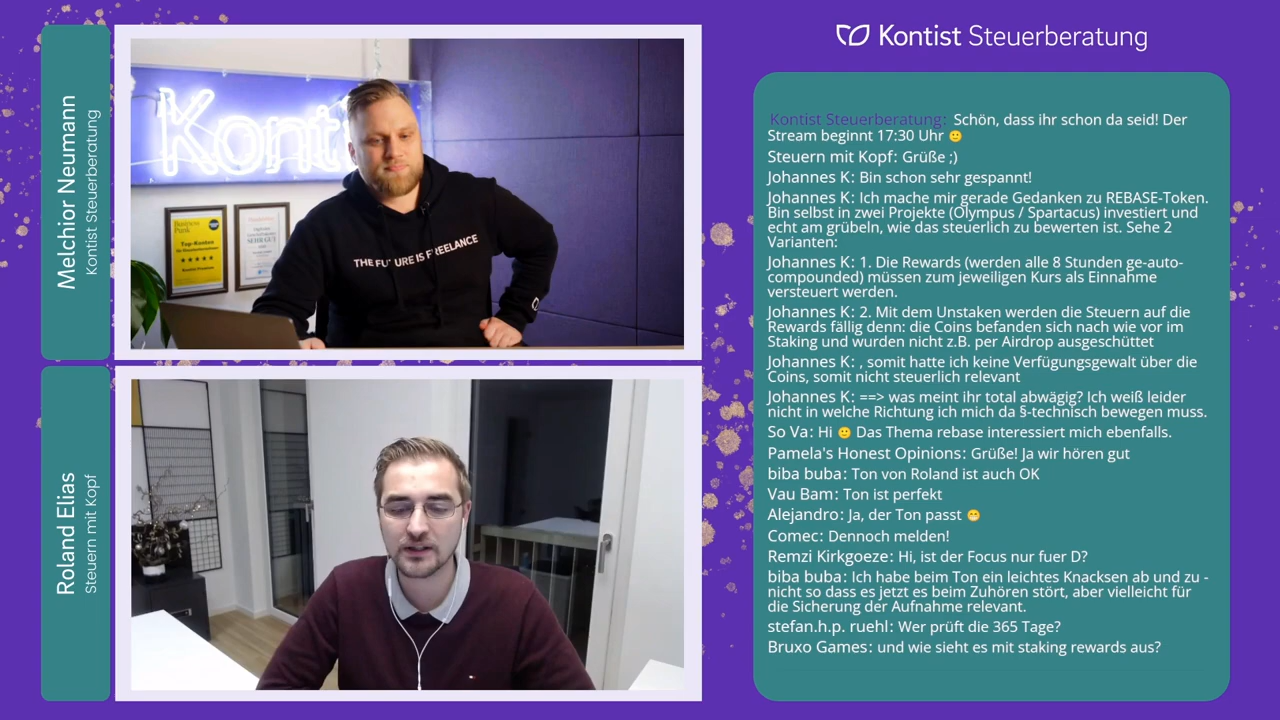 Melchior Neumann
Kontist Steuerberatung
Kont
Business
Punk
TOP
Top-Konten
SEHR GUT
THE FUTURE IS FREELANCE
Roland Elias
Steuern mit Kopf
Kontist Steuerberatung
Kontist Steuerberatung: Schön, dass ihr schon da seid! Der
Stream beginnt 17:30 Uhr 🙂
Steuern mit Kopf: Grüße ;)
Johannes K: Bin schon sehr gespannt!
Johannes K: Ich mache mir gerade Gedanken zu REBASE-Token.
Bin selbst in zwei Projekte (Olympus / Spartacus) investiert und
echt am grübeln, wie das steuerlich zu bewerten ist. Sehe 2
Varianten:
Johannes K: 1. Die Rewards (werden alle 8 Stunden ge-auto-
compounded) müssen zum jeweiligen Kurs als Einnahme
versteuert werden.
Johannes K: 2. Mit dem Unstaken werden die Steuern auf die
Rewards fällig denn: die Coins befanden sich nach wie vor im
Staking und wurden nicht z.B. per Airdrop ausgeschüttet
Johannes K: , somit hatte ich keine Verfügungsgewalt über die
Coins, somit nicht steuerlich relevant
Johannes K: ==> was meint ihr total abwägig? Ich weiß leider
nicht in welche Richtung ich mich da §-technisch bewegen muss.
So Va: Hi 🙂 Das Thema rebase interessiert mich ebenfalls.
Pamela's Honest Opinions: Grüße! Ja wir hören gut
biba buba: Ton von Roland ist auch OK
Vau Bam: Ton ist perfekt
Alejandro: Ja, der Ton passt 😁
Comec: Dennoch melden!
Remzi Kirkgoeze: Hi, ist der Focus nur fuer D?
biba buba: Ich habe beim Ton ein leichtes Knacksen ab und zu -
nicht so dass es jetzt es beim Zuhören stört, aber vielleicht für
die Sicherung der Aufnahme relevant.
stefan.h.p. ruehl: Wer prüft die 365 Tage?
Bruxo Games: und wie sieht es mit staking rewards aus?